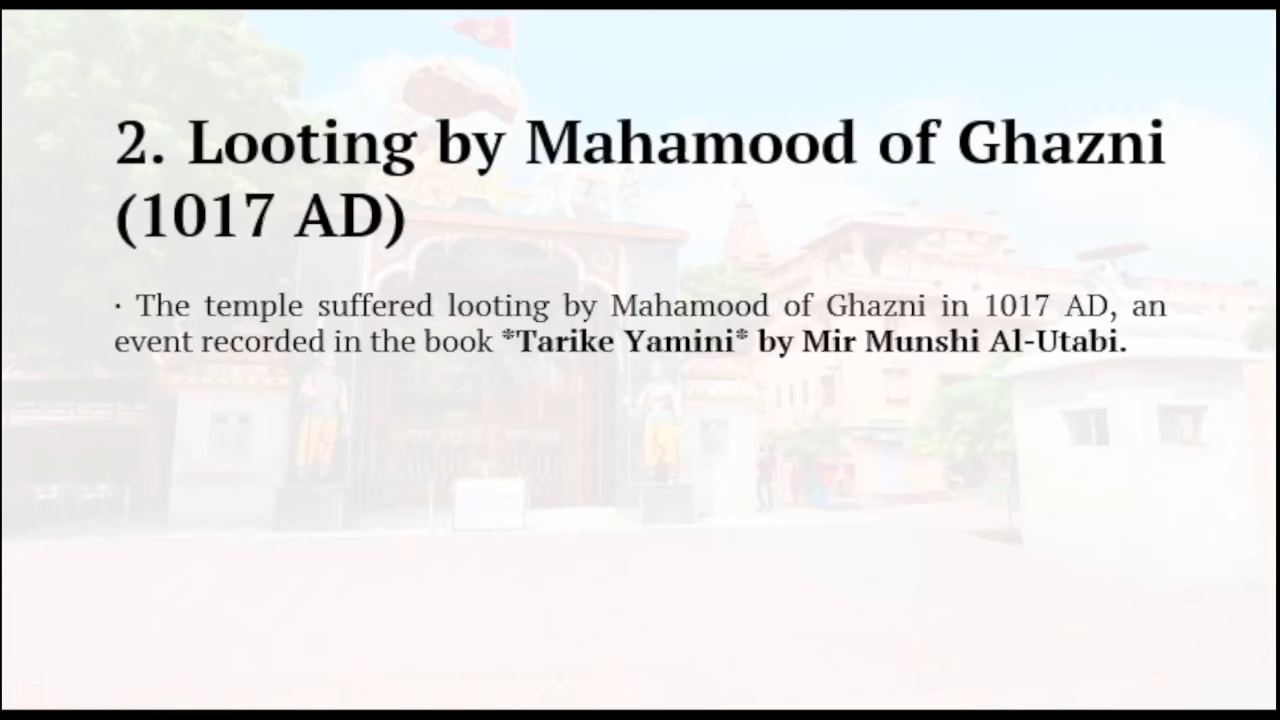 2. Looting by Mahamood of Ghazni
(1017 AD)
· The temple suffered looting by Mahamood of Ghazni in 1017 AD, an
event recorded in the book *Tarike Yamini* by Mir Munshi Al-Utabi.